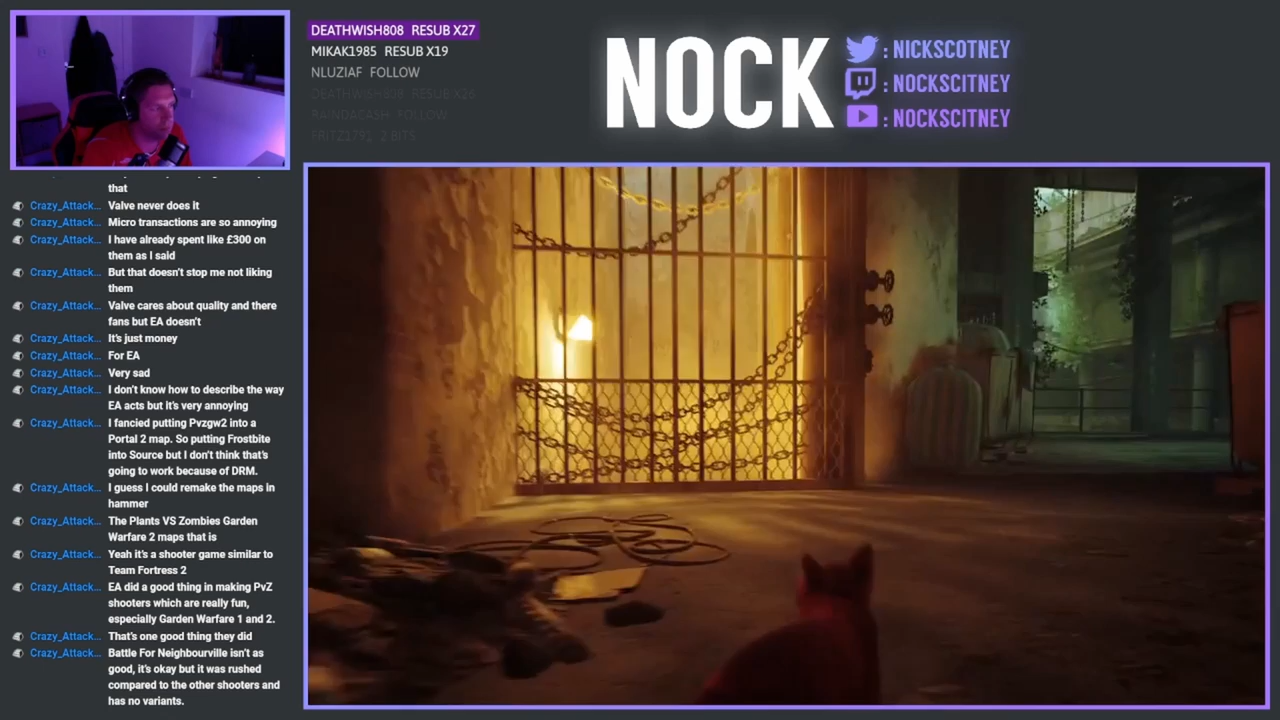 DEATHWISH808 RESUB X27
MIKAK1985 RESUB X19
NLUZIAF FOLLOW
DEATHWISH808 RESUB X26
RAINDACASH FOLLOW
FRITZ1791 2 BITS
NOCK
: NICKSCOTNEY
: NOCKSCITNEY
: NOCKSCITNEY
that
Crazy_Attack... Valve never does it
Crazy_Attack... Micro transactions are so annoying
Crazy_Attack... I have already spent like £300 on
them as I said
Crazy_Attack... But that doesn't stop me not liking
them
Crazy_Attack... Valve cares about quality and there
fans but EA doesn't
Crazy_Attack... It's just money
Crazy_Attack... For EA
Crazy_Attack... Very sad
Crazy_Attack... I don't know how to describe the way
EA acts but it's very annoying
Crazy_Attack... I fancied putting Pvzgw2 into a
Portal 2 map. So putting Frostbite
into Source but I don't think that's
going to work because of DRM.
Crazy_Attack... I guess I could remake the maps in
hammer
Crazy_Attack... The Plants VS Zombies Garden
Warfare 2 maps that is
Crazy_Attack... Yeah it's a shooter game similar to
Team Fortress 2
Crazy_Attack... EA did a good thing in making PvZ
shooters which are really fun,
especially Garden Warfare 1 and 2.
Crazy_Attack... That's one good thing they did
Crazy_Attack... Battle For Neighbourville isn't as
good, it's okay but it was rushed
compared to the other shooters and
has no variants.